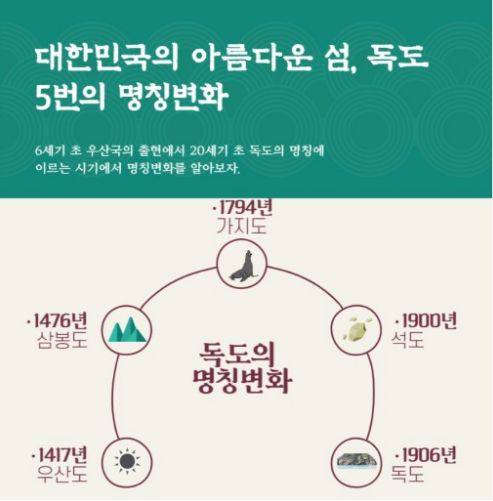 대한민국의 아름다운 섬, 독도
5번의 명칭변화
6세기 초 우산국의 출현에서 20세기 초 독도의 명칭에
이르는 시기에서 명칭변화를 알아보자.
·1794년
가지도
·1476년
삼봉도
·1900년
석도
독도의
명칭변화
·1417년
우산도
·1906년
독도